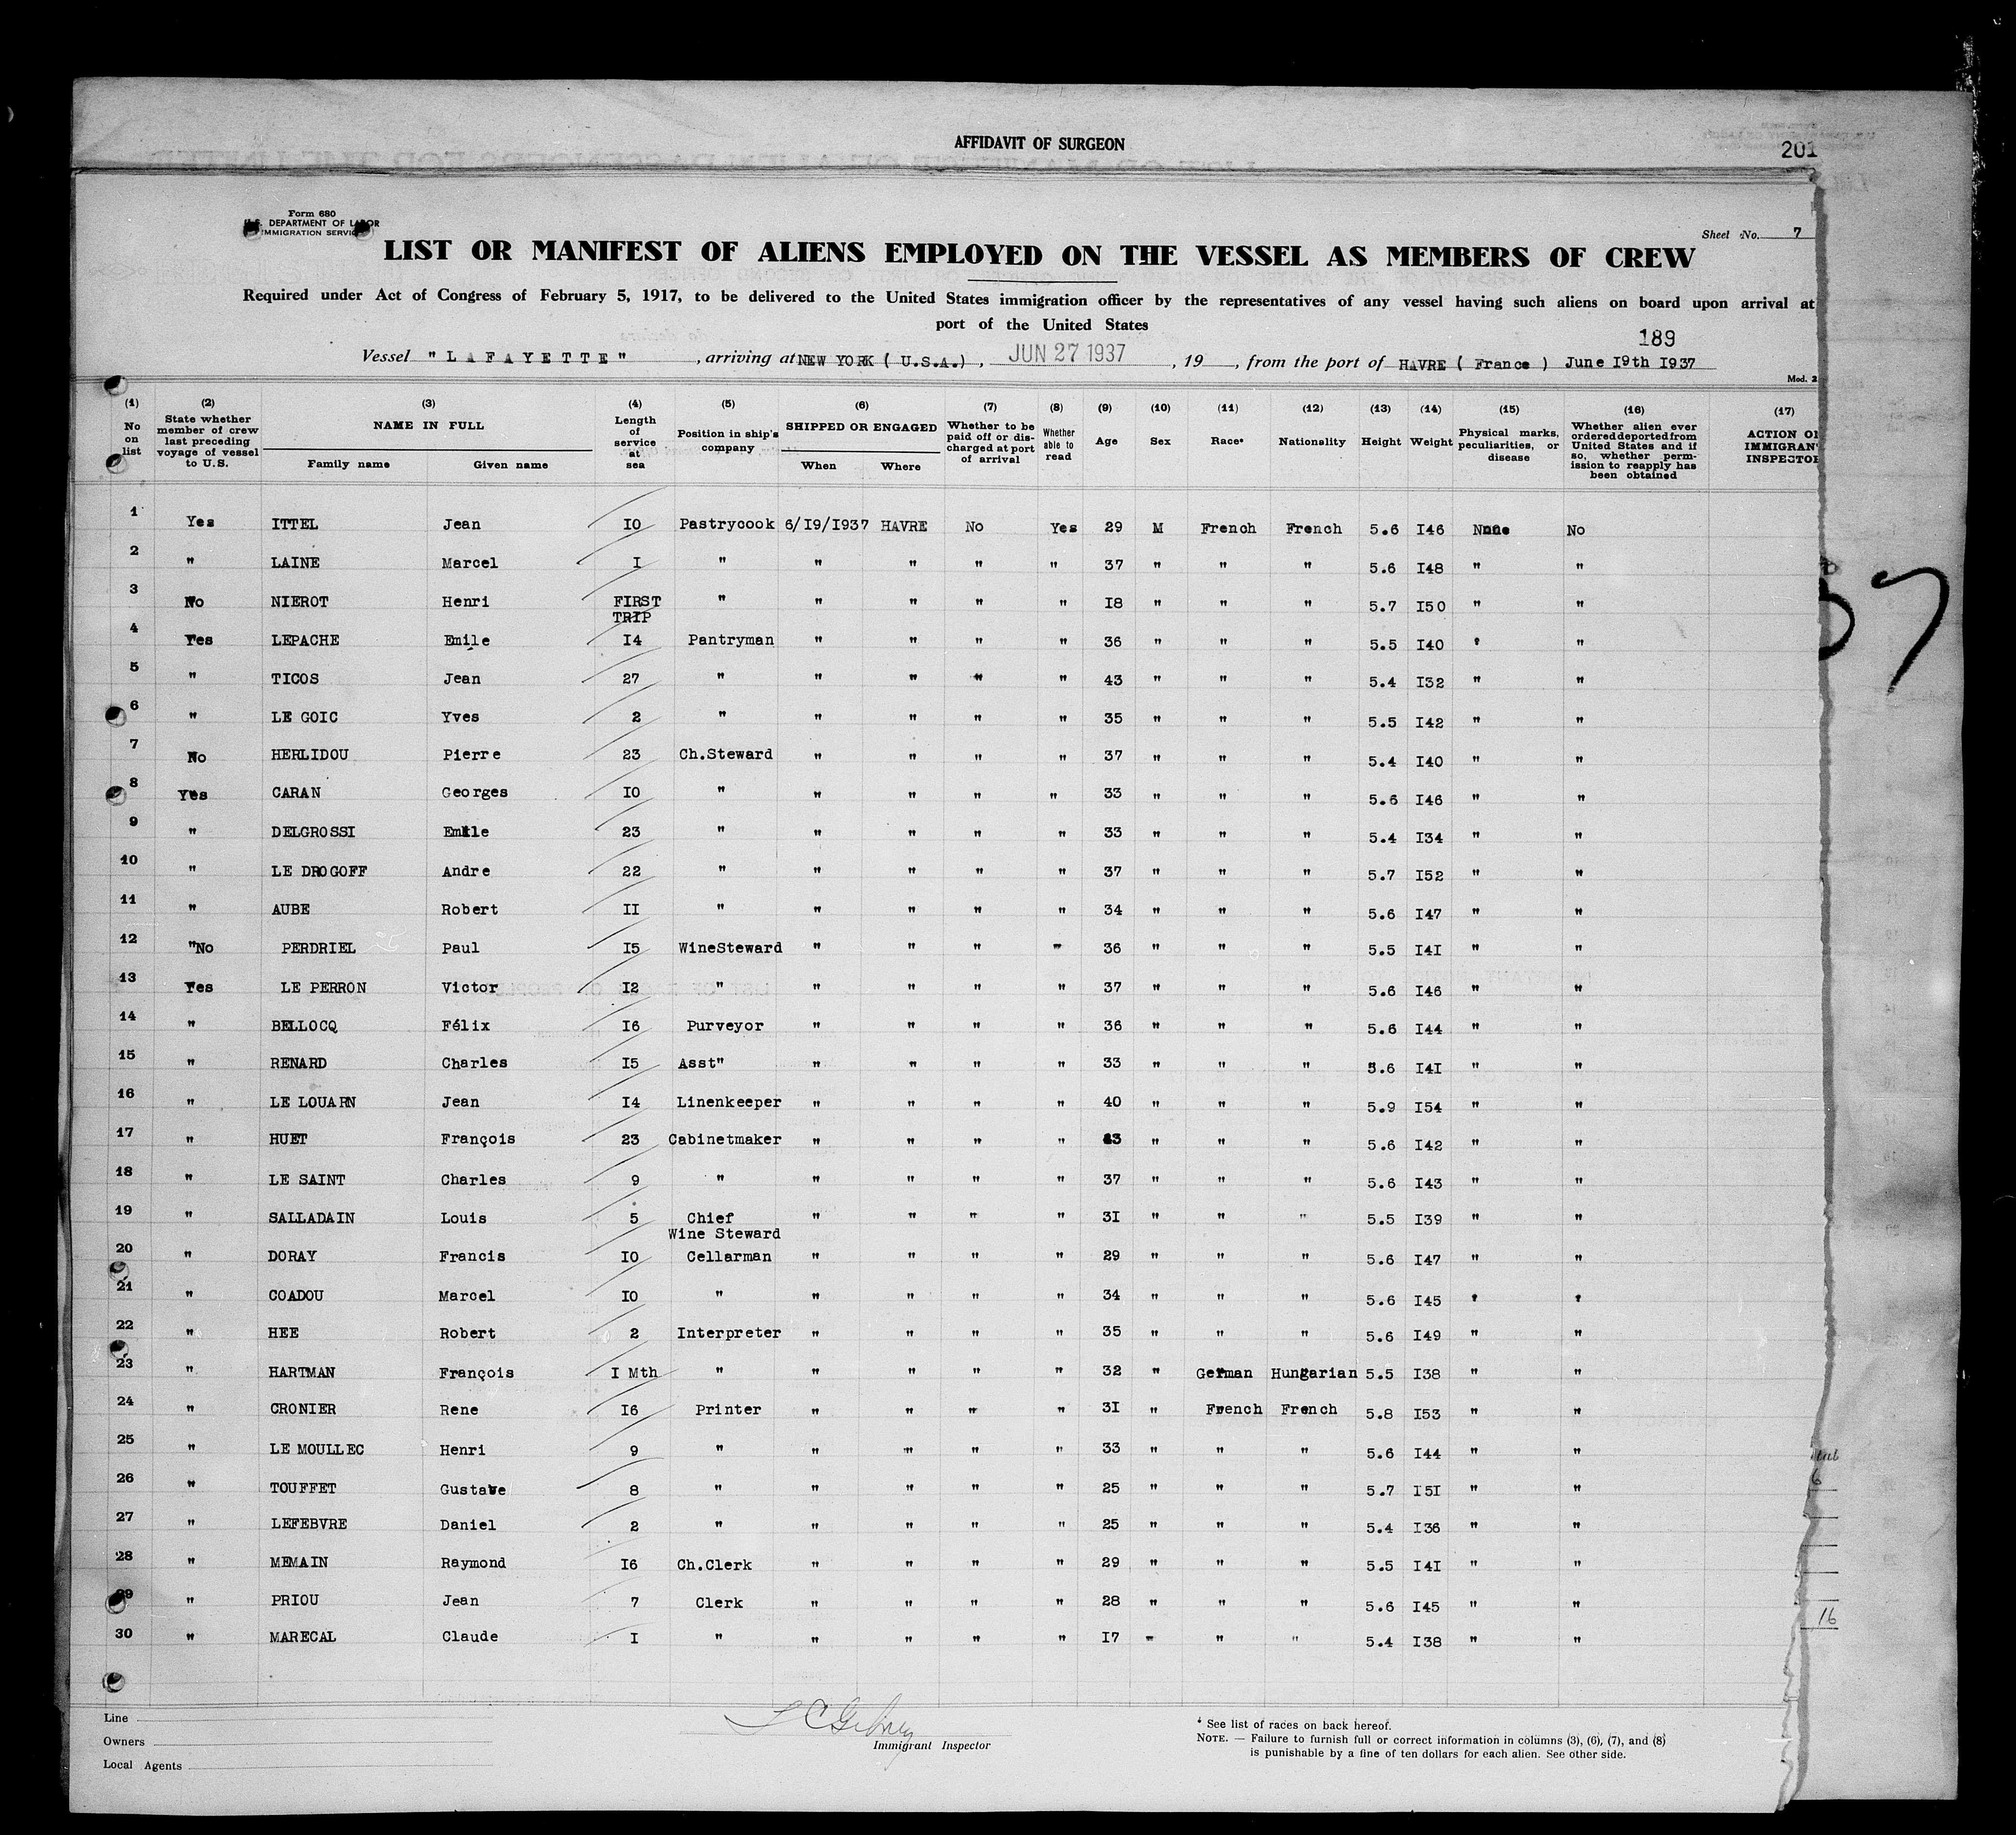 AFFIDAVIT OF SURGEON
201
Form 680
U.S. DEPARTMENT OF LABOR
IMMIGRATION SERVICE
Sheet No. 7
LIST OR MANIFEST OF ALIENS EMPLOYED ON THE VESSEL AS MEMBERS OF CREW
Required under Act of Congress of February 5, 1917, to be delivered to the United States immigration officer by the representatives of any vessel having such aliens on board upon arrival at
port of the United States
189
Vessel "LAFAYETTE", arriving at NEW YORK ( U.S.A.), JUN 27 1937, 19, from the port of HAVRE ( France ) June I9th I937
Mod. 2
(1) No on list (2) State whether member of crew last preceding voyage of vessel to U.S. (3) NAME IN FULL Family name Given name (4) Length of service at sea (5) Position in ship's company (6) SHIPPED OR ENGAGED When Where (7) Whether to be paid off or discharged at port of arrival (8) Whether able to read (9) Age (10) Sex (11) Race* (12) Nationality (13) Height (14) Weight (15) Physical marks, peculiarities, or disease (16) Whether alien ever ordered deported from United States and if so, whether permission to reapply has been obtained (17) ACTION OF IMMIGRANT INSPECTOR
1 Yes ITTEL Jean IO Pastrycook 6/I9/I937 HAVRE No Yes 29 M French French 5.6 I46 None No
2 " LAINE Marcel I " " " " " 37 " " " 5.6 I48 " "
3 No NIEROT Henri FIRST TRIP " " " " " I8 " " " 5.7 I50 " "
4 Yes LEPACHE Emile I4 Pantryman " " " " 36 " " " 5.5 I40 " "
5 " TICOS Jean 27 " " " " " 43 " " " 5.4 I32 " "
6 " LE GOIC Yves 2 " " " " " 35 " " " 5.5 I42 " "
7 No HERLIDOU Pierre 23 Ch.Steward " " " " 37 " " " 5.4 I40 " "
8 Yes CARAN Georges IO " " " " " 33 " " " 5.6 I46 " "
9 " DELGROSSI Emile 23 " " " " " 33 " " " 5.4 I34 " "
10 " LE DROGOFF Andre 22 " " " " " 37 " " " 5.7 I52 " "
11 " AUBE Robert II " " " " " 34 " " " 5.6 I47 " "
12 "No PERDRIEL Paul I5 WineSteward " " " " 36 " " " 5.5 I4I " "
13 Yes LE PERRON Victor I2 " " " " " 37 " " " 5.6 I46 " "
14 " BELLOCQ Félix I6 Purveyor " " " " 36 " " " 5.6 I44 " "
15 " RENARD Charles I5 Asst" " " " " 33 " " " 5.6 I4I " "
16 " LE LOUARN Jean I4 Linenkeeper " " " " 40 " " " 5.9 I54 " "
17 " HUET François 23 Cabinetmaker " " " " " " " 5.6 I42 " "
18 " LE SAINT Charles 9 " " " " " 37 " " " 5.6 I43 " "
19 " SALLADAIN Louis 5 Chief Wine Steward " " " " 3I " " " 5.5 I39 " "
20 " DORAY Francis IO Cellarman " " " " 29 " " " 5.6 I47 " "
21 " COADOU Marcel IO " " " " " 34 " " " 5.6 I45 " "
22 " HEE Robert 2 Interpreter " " " " 35 " " " 5.6 I49 " "
23 " HARTMAN François I Mth " " " " " 32 " German Hungarian 5.5 I38 " "
24 " CRONIER Rene I6 Printer " " " " 3I " French French 5.8 I53 " "
25 " LE MOULLEC Henri 9 " " " " " 33 " " " 5.6 I44 " "
26 " TOUFFET Gustave 8 " " " " " 25 " " " 5.7 I5I " "
27 " LEFEBVRE Daniel 2 " " " " " 25 " " " 5.4 I36 " "
28 " MEMAIN Raymond I6 Ch.Clerk " " " " 29 " " " 5.5 I4I " "
29 " PRIOU Jean 7 Clerk " " " " 28 " " " 5.6 I45 " "
30 " MARECAL Claude I " " " " " I7 " " " 5.4 I38 " "
16
Line
Owners
Local Agents
Immigrant Inspector
* See list of races on back hereof.
NOTE. — Failure to furnish full or correct information in columns (3), (6), (7), and (8)
is punishable by a fine of ten dollars for each alien. See other side.